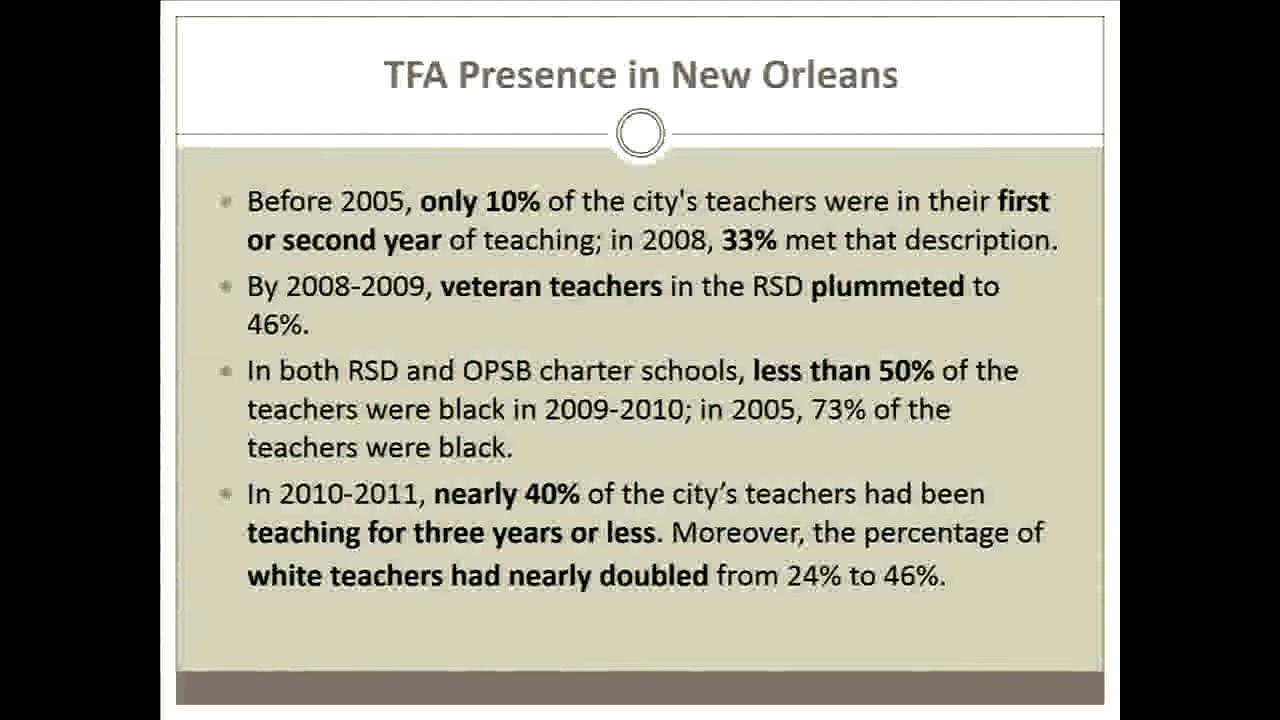 TFA Presence in New Orleans
• Before 2005, only 10% of the city's teachers were in their first
or second year of teaching; in 2008, 33% met that description.
• By 2008-2009, veteran teachers in the RSD plummeted to
46%.
• In both RSD and OPSB charter schools, less than 50% of the
teachers were black in 2009-2010; in 2005, 73% of the
teachers were black.
• In 2010-2011, nearly 40% of the city’s teachers had been
teaching for three years or less. Moreover, the percentage of
white teachers had nearly doubled from 24% to 46%.